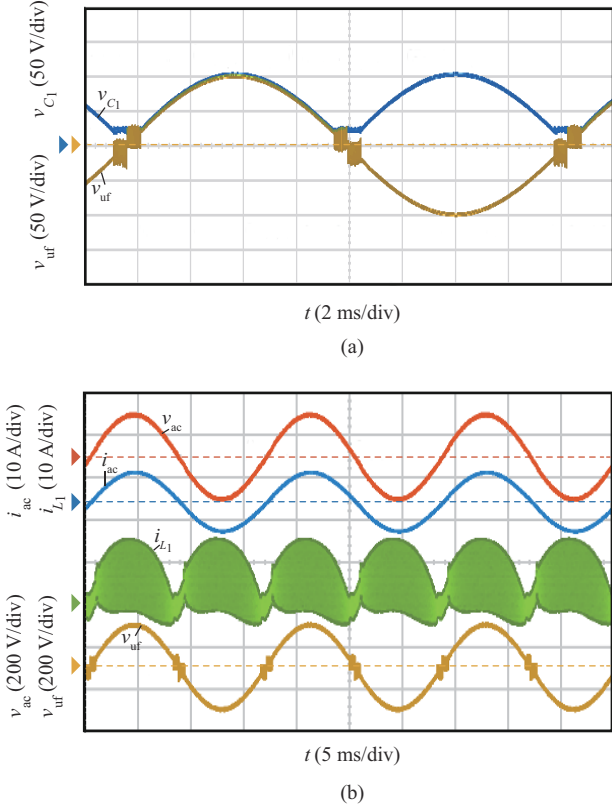 v_C1 (50 V/div)
v_uf (50 V/div)
v_C1
v_uf
t (2 ms/div)
(a)
i_ac (10 A/div)
i_L1 (10 A/div)
v_ac (200 V/div)
v_uf (200 V/div)
v_ac
i_ac
i_L1
v_uf
t (5 ms/div)
(b)